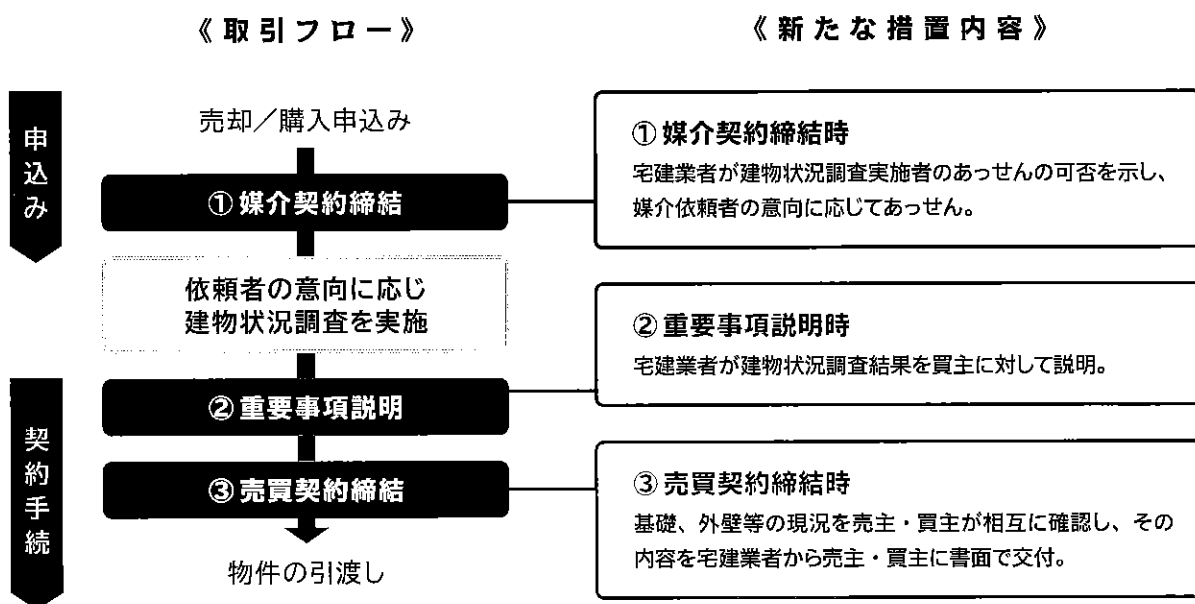 《取引フロー》
《新たな措置内容》
申込み
売却／購入申込み
①媒介契約締結
依頼者の意向に応じ
建物状況調査を実施
契約手続
②重要事項説明
③売買契約締結
物件の引渡し
①媒介契約締結時
宅建業者が建物状況調査実施者のあっせんの可否を示し、
媒介依頼者の意向に応じてあっせん。
②重要事項説明時
宅建業者が建物状況調査結果を買主に対して説明。
③売買契約締結時
基礎、外壁等の現況を売主・買主が相互に確認し、その
内容を宅建業者から売主・買主に書面で交付。